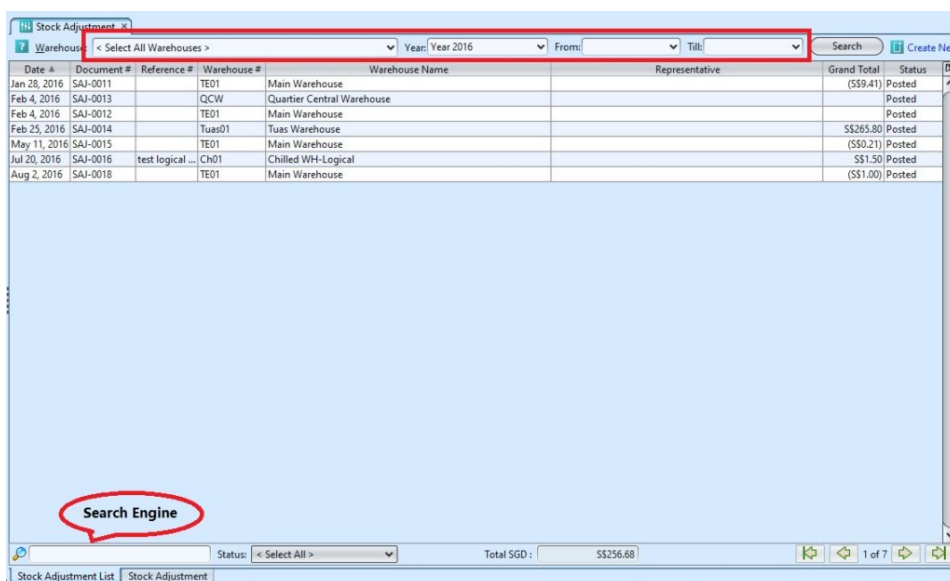 Stock Adjustment ×
Warehouse: < Select All Warehouses > Year: Year 2016 From: Till: Search Create Ne
Date Document # Reference # Warehouse # Warehouse Name Representative Grand Total Status
Jan 28, 2016 SAJ-0011 TE01 Main Warehouse (S$9.41) Posted
Feb 4, 2016 SAJ-0013 QCW Quartier Central Warehouse Posted
Feb 4, 2016 SAJ-0012 TE01 Main Warehouse Posted
Feb 25, 2016 SAJ-0014 Tuas01 Tuas Warehouse S$265.80 Posted
May 11, 2016 SAJ-0015 TE01 Main Warehouse (S$0.21) Posted
Jul 20, 2016 SAJ-0016 test logical ... Ch01 Chilled WH-Logical S$1.50 Posted
Aug 2, 2016 SAJ-0018 TE01 Main Warehouse (S$1.00) Posted
Search Engine
Status: < Select All > Total SGD : S$256.68 1 of 7
Stock Adjustment List Stock Adjustment